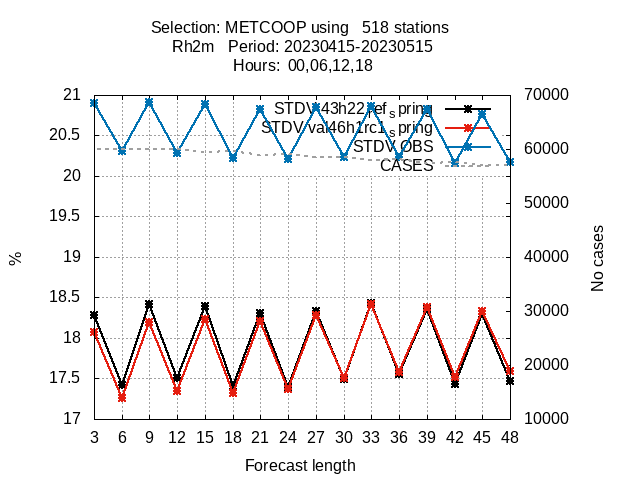 Selection: METCOOP using   518 stations
Rh2m   Period: 20230415-20230515
Hours:  00,06,12,18
21
20.5
20
19.5
19
18.5
18
17.5
17
70000
60000
50000
40000
30000
20000
10000
STDV 43h22 ref_spring
STDV val46h1rc1_spring
STDV OBS
CASES
%
No cases
3 6 9 12 15 18 21 24 27 30 33 36 39 42 45 48
Forecast length